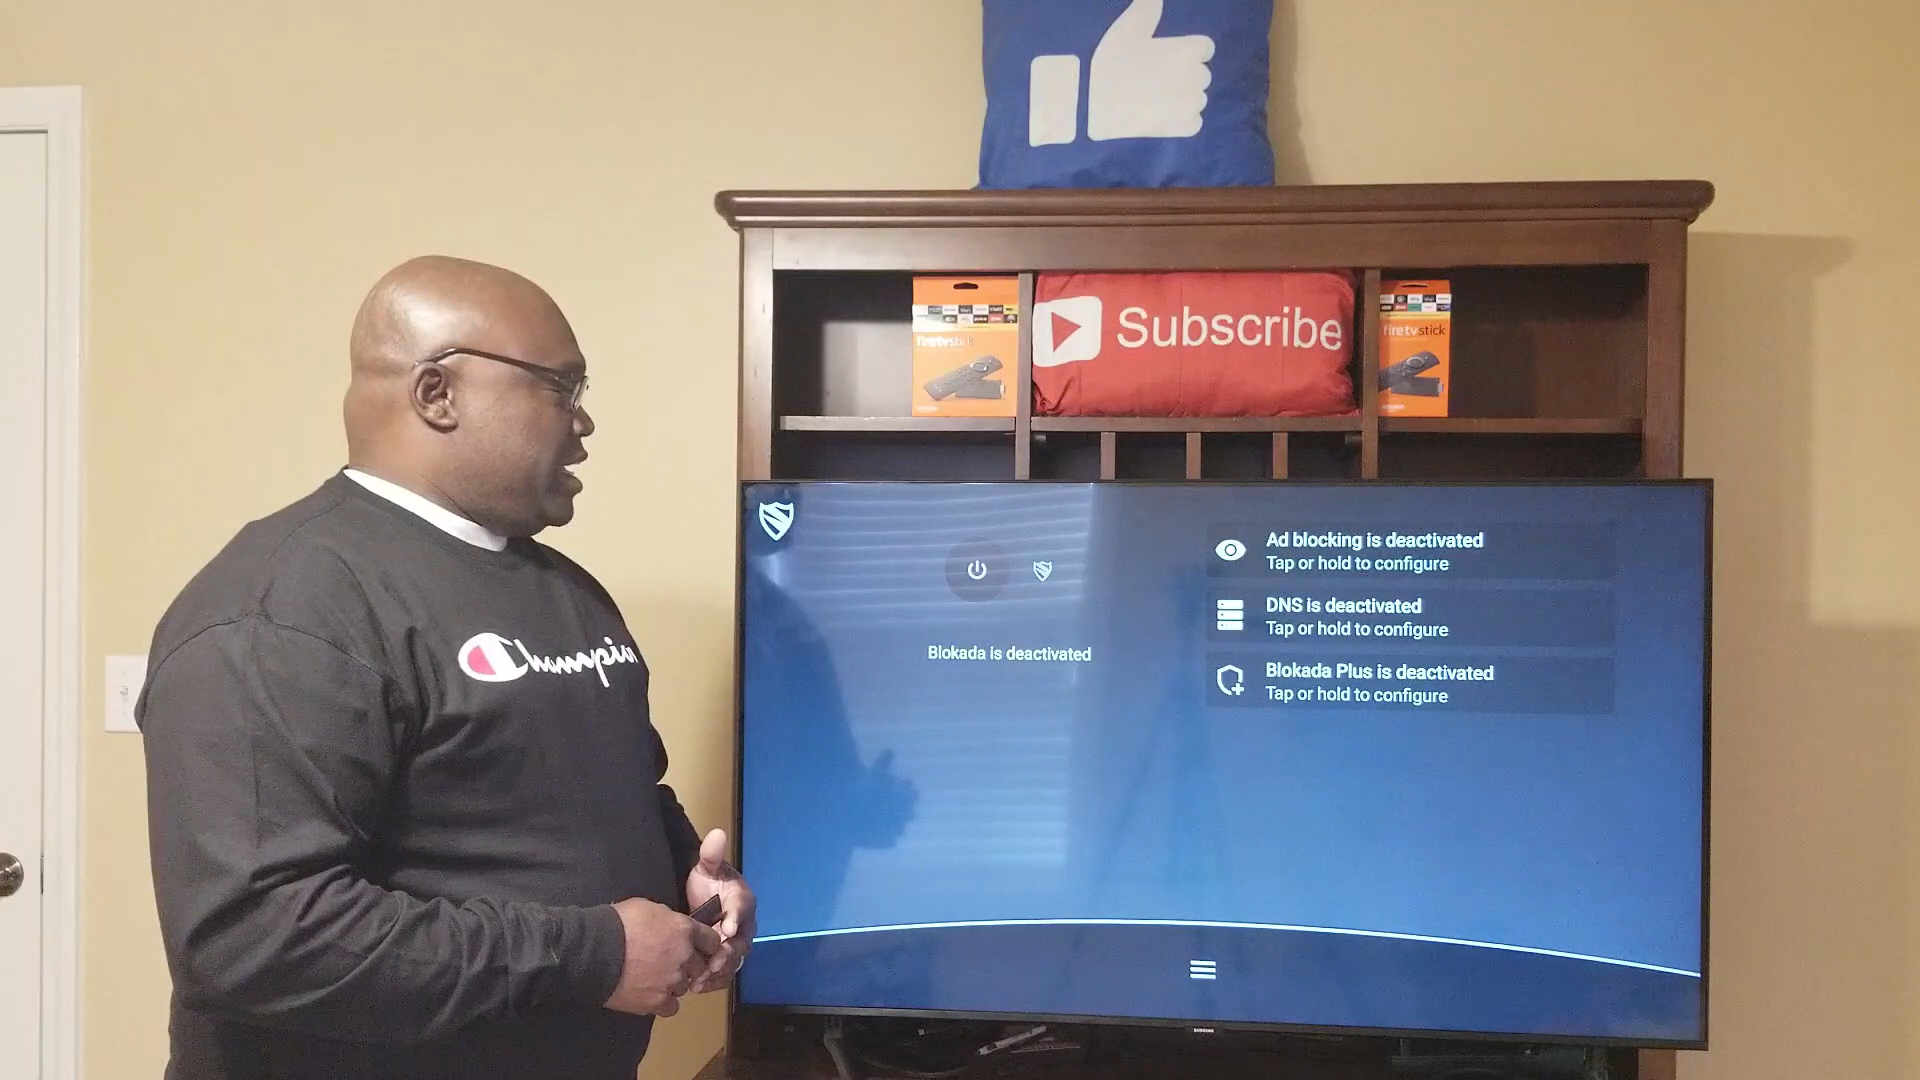 firetvstick
Subscribe
firetvstick
Champion
Ad blocking is deactivated
Tap or hold to configure
DNS is deactivated
Tap or hold to configure
Blokada is deactivated
Blokada Plus is deactivated
Tap or hold to configure
SAMSUNG